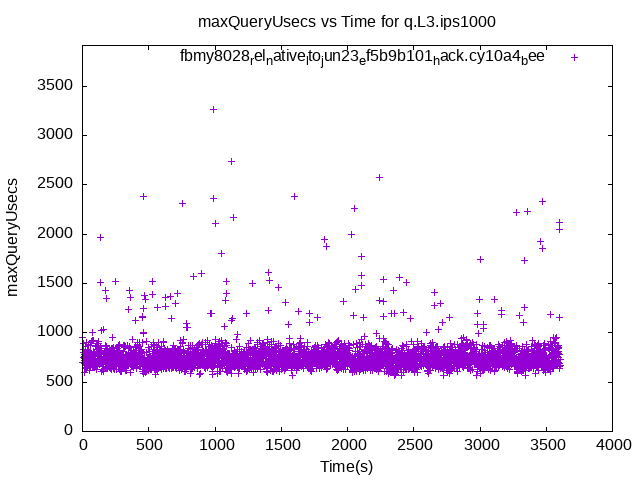 maxQueryUsecs vs Time for q.L3.ips1000
fbmy8028relnativeltojun23ef5b9b101hack.cy10a4bee
3500
3000
2500
2000
1500
1000
500
0
maxQueryUsecs
0 500 1000 1500 2000 2500 3000 3500 4000
Time(s)